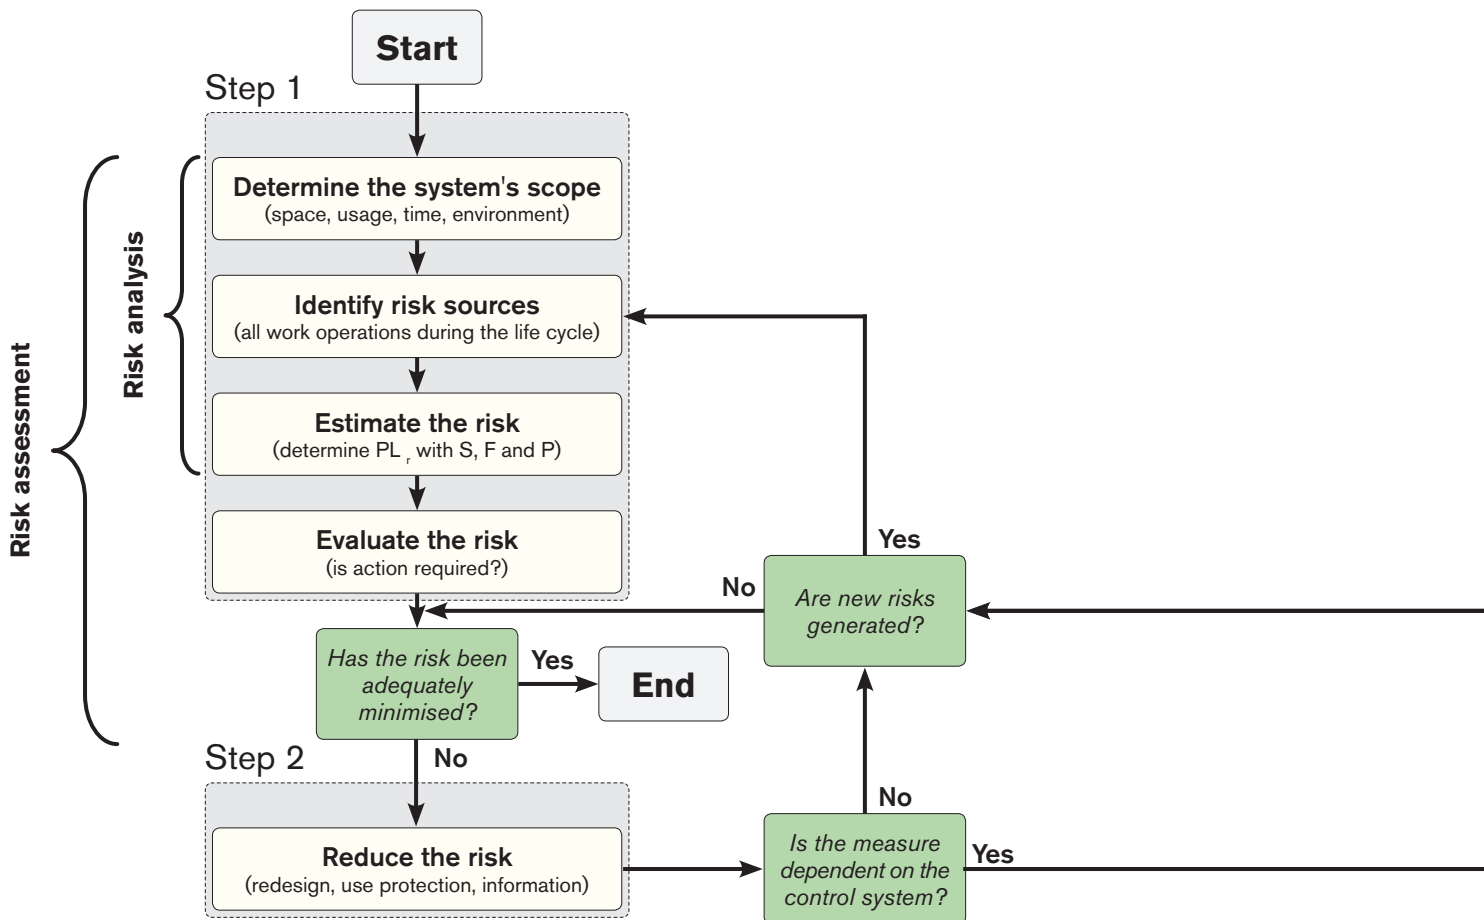 Start
Step 1
Determine the system's scope
(space, usage, time, environment)
Risk analysis
Identify risk sources
(all work operations during the life cycle)
Risk assessment
Estimate the risk
(determine PL r with S, F and P)
Evaluate the risk
(is action required?)
Yes
No
Are new risks
generated?
Has the risk been
adequately
minimised?
Yes
End
Step 2
No
No
Reduce the risk
(redesign, use protection, information)
Is the measure
dependent on the
control system?
Yes